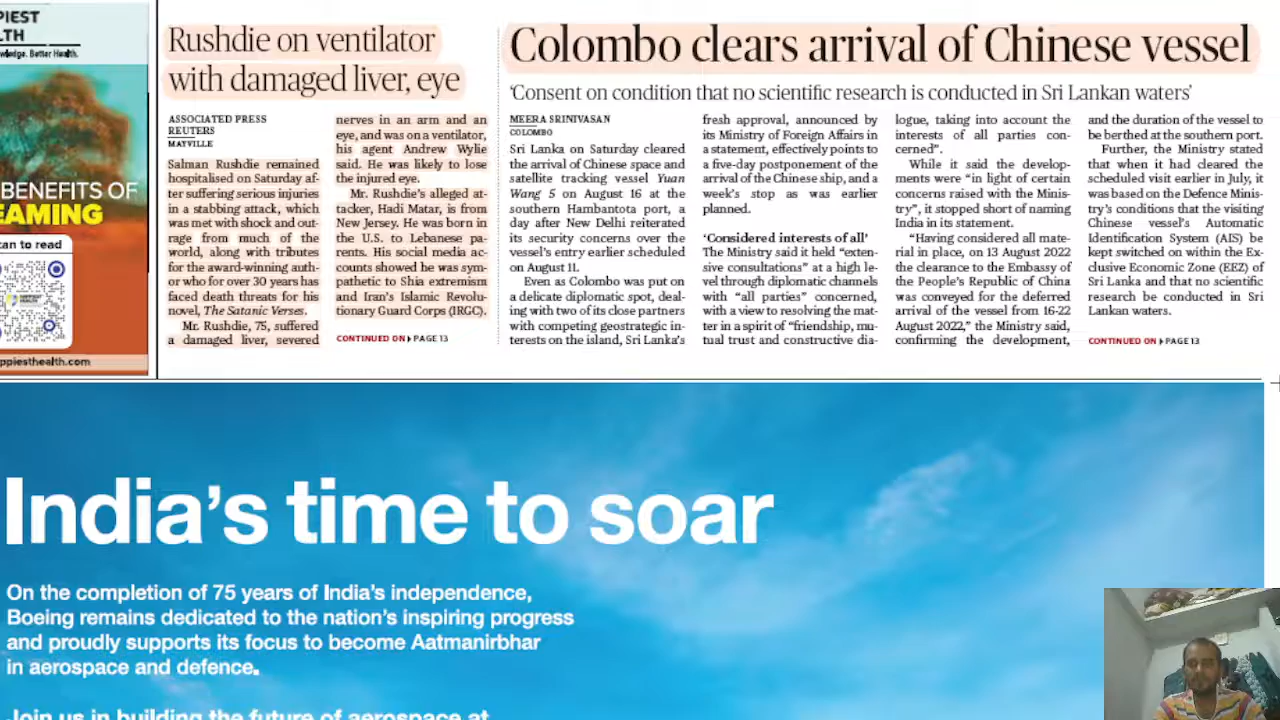 PIEST
LTH
wledge. Better Health.
BENEFITS OF
EAMING
can to read
ppiesthealth.com
Rushdie on ventilator
with damaged liver, eye
ASSOCIATED PRESS
REUTERS
MAYVILLE
Salman Rushdie remained
hospitalised on Saturday af-
ter suffering serious injuries
in a stabbing attack, which
was met with shock and out-
rage from much of the
world, along with tributes
for the award-winning auth-
or who for over 30 years has
faced death threats for his
novel, The Satanic Verses.
Mr. Rushdie, 75, suffered
a damaged liver, severed
nerves in an arm and an
eye, and was on a ventilator,
his agent Andrew Wylie
said. He was likely to lose
the injured eye.
Mr. Rushdie's alleged at-
tacker, Hadi Matar, is from
New Jersey. He was born in
the U.S. to Lebanese pa-
rents. His social media ac-
counts showed he was sym-
pathetic to Shia extremism
and Iran's Islamic Revolu-
tionary Guard Corps (IRGC).
CONTINUED ON ▸ PAGE 13
Colombo clears arrival of Chinese vessel
'Consent on condition that no scientific research is conducted in Sri Lankan waters'
MEERA SRINIVASAN
COLOMBO
Sri Lanka on Saturday cleared
the arrival of Chinese space and
satellite tracking vessel Yuan
Wang 5 on August 16 at the
southern Hambantota port, a
day after New Delhi reiterated
its security concerns over the
vessel's entry earlier scheduled
on August 11.
Even as Colombo was put on
a delicate diplomatic spot, deal-
ing with two of its close partners
with competing geostrategic in-
terests on the island, Sri Lanka's
fresh approval, announced by
its Ministry of Foreign Affairs in
a statement, effectively points to
a five-day postponement of the
arrival of the Chinese ship, and a
week's stop as was earlier
planned.
'Considered interests of all'
The Ministry said it held "exten-
sive consultations" at a high le-
vel through diplomatic channels
with "all parties" concerned,
with a view to resolving the mat-
ter in a spirit of "friendship, mu-
tual trust and constructive dia-
logue, taking into account the
interests of all parties con-
cerned".
While it said the develop-
ments were "in light of certain
concerns raised with the Minis-
try", it stopped short of naming
India in its statement.
"Having considered all mate-
rial in place, on 13 August 2022
the clearance to the Embassy of
the People's Republic of China
was conveyed for the deferred
arrival of the vessel from 16-22
August 2022," the Ministry said,
confirming the development,
and the duration of the vessel to
be berthed at the southern port.
Further, the Ministry stated
that when it had cleared the
scheduled visit earlier in July, it
was based on the Defence Minis-
try's conditions that the visiting
Chinese vessel's Automatic
Identification System (AIS) be
kept switched on within the Ex-
clusive Economic Zone (EEZ) of
Sri Lanka and that no scientific
research be conducted in Sri
Lankan waters.
CONTINUED ON ▸ PAGE 13
India's time to soar
On the completion of 75 years of India's independence,
Boeing remains dedicated to the nation's inspiring progress
and proudly supports its focus to become Aatmanirbhar
in aerospace and defence.
Join us in building the future of aerospace at